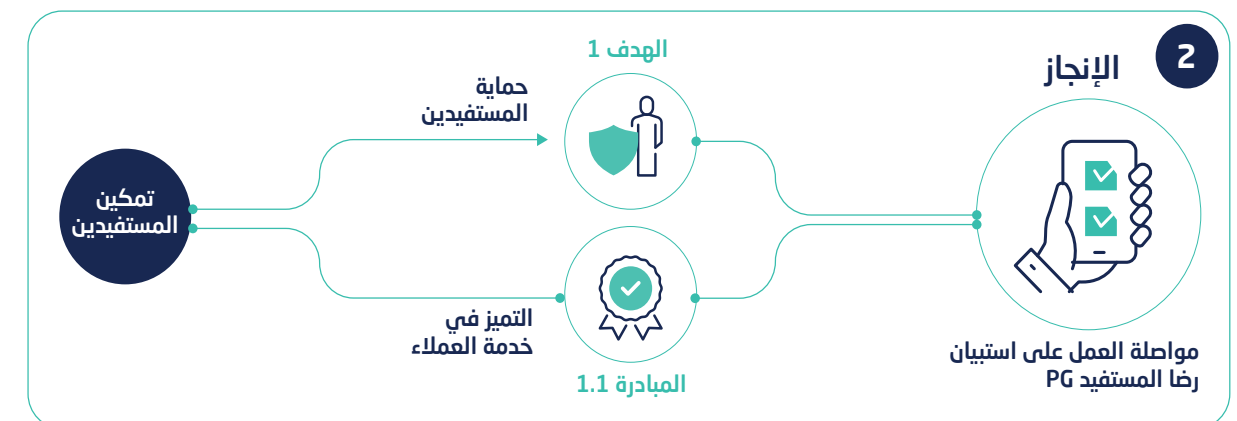 2
الإنجاز
مواصلة العمل على استبيان
رضا المستفيد PG
الهدف 1
حماية
المستفيدين
التميز في
خدمة العملاء
المبادرة 1.1
تمكين
المستفيدين